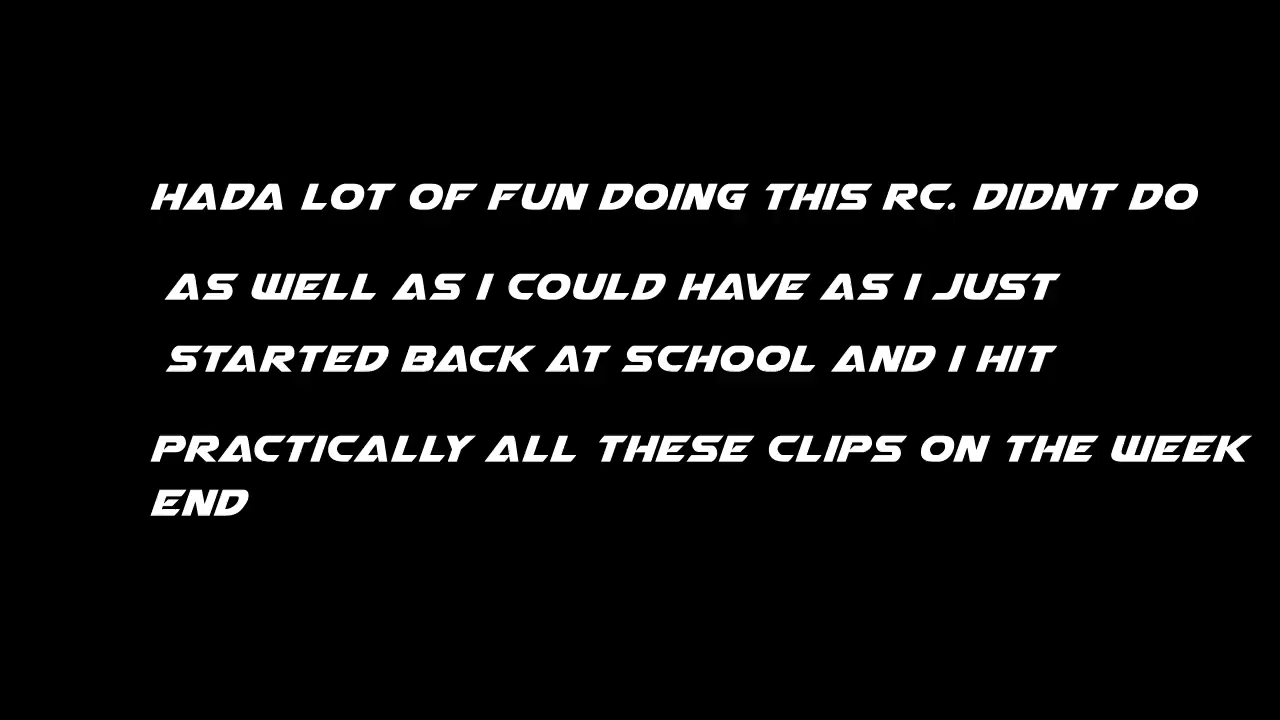 HADA LOT OF FUN DOING THIS RC. DIDNT DO
AS WELL AS I COULD HAVE AS I JUST
STARTED BACK AT SCHOOL AND I HIT
PRACTICALLY ALL THESE CLIPS ON THE WEEK
END